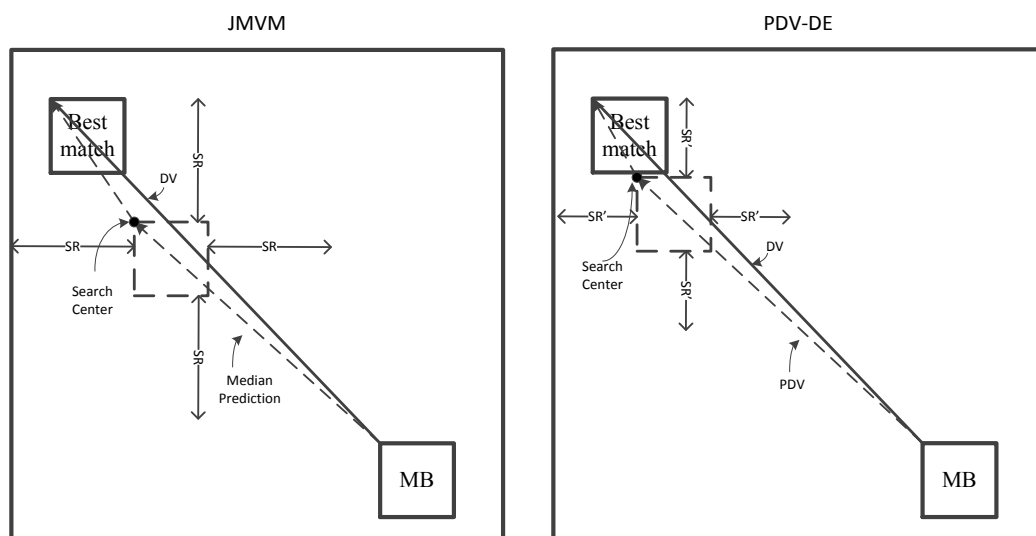 JMVM
Best
match
SR
DV
SR
SR
Search
Center
SR
Median
Prediction
MB
PDV-DE
Best
match
SR'
SR'
SR'
Search
Center
DV
SR'
PDV
MB